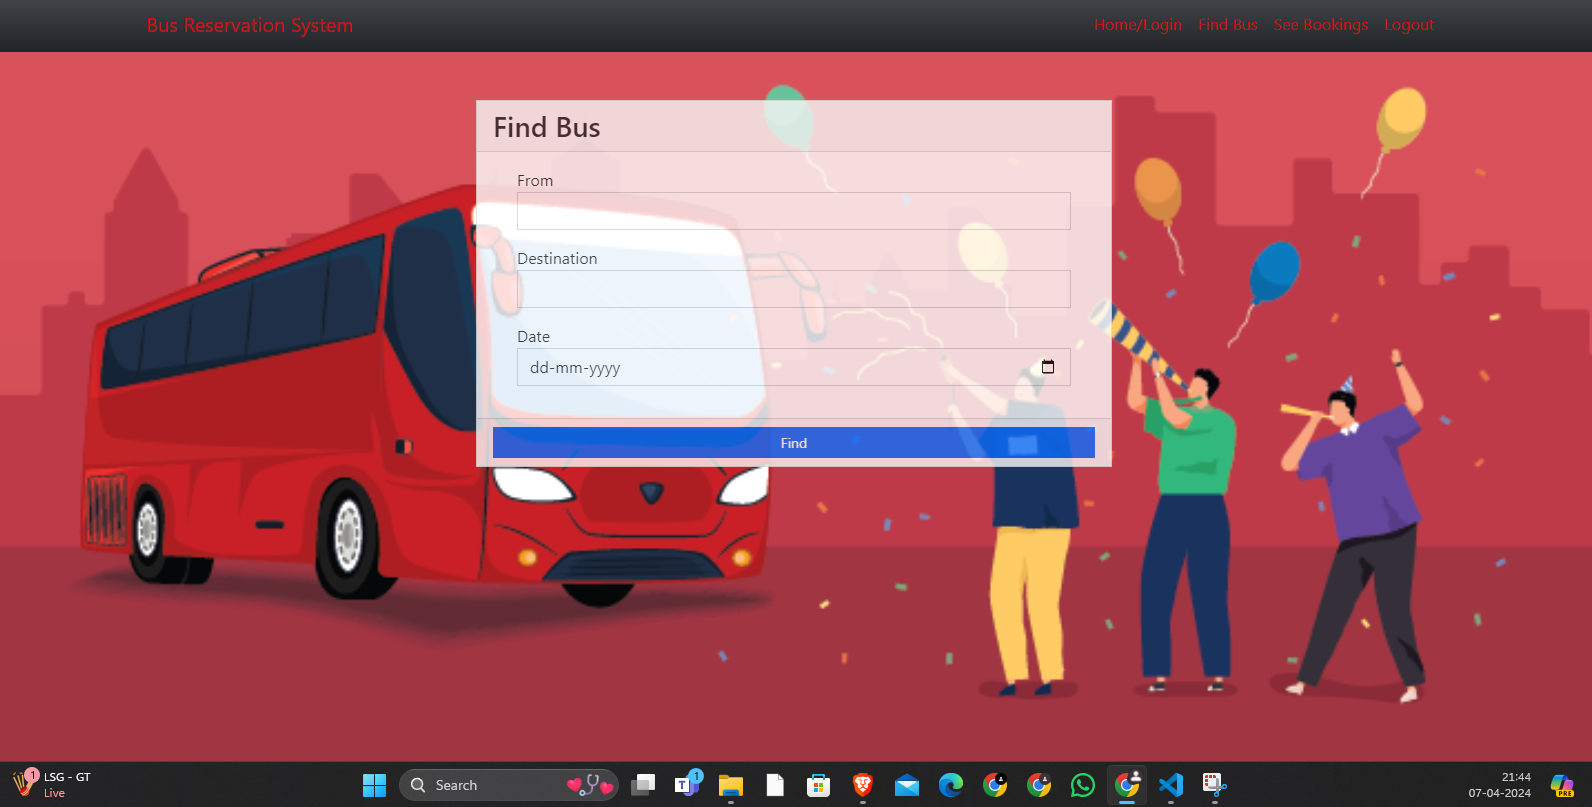 Bus Reservation System
Home/Login Find Bus See Bookings Logout
Find Bus
From
Destination
Date
dd-mm-yyyy
Find
1
LSG - GT
Live
Search
T
1
21:44
07-04-2024
PRE